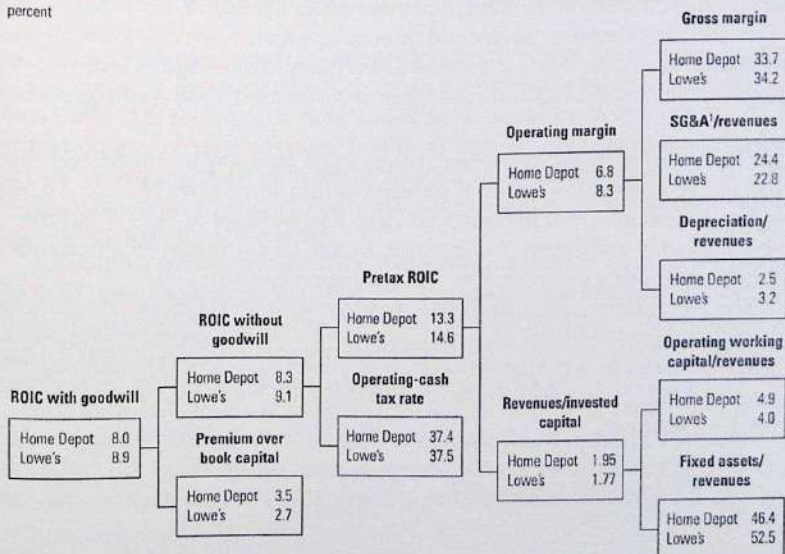 percent
Gross margin
Home Depot 33.7
Lowe's 34.2
SG&A¹/revenues
Home Depot 24.4
Lowe's 22.8
Depreciation/
revenues
Home Depot 2.5
Lowe's 3.2
Operating margin
Home Depot 6.8
Lowe's 8.3
Pretax ROIC
Home Depot 13.3
Lowe's 14.6
Operating working
capital/revenues
Home Depot 4.9
Lowe's 4.0
Fixed assets/
revenues
Home Depot 46.4
Lowe's 52.5
Revenues/invested
capital
Home Depot 1.95
Lowe's 1.77
ROIC without
goodwill
Home Depot 8.3
Lowe's 9.1
Operating-cash
tax rate
Home Depot 37.4
Lowe's 37.5
ROIC with goodwill
Home Depot 8.0
Lowe's 8.9
Premium over
book capital
Home Depot 3.5
Lowe's 2.7